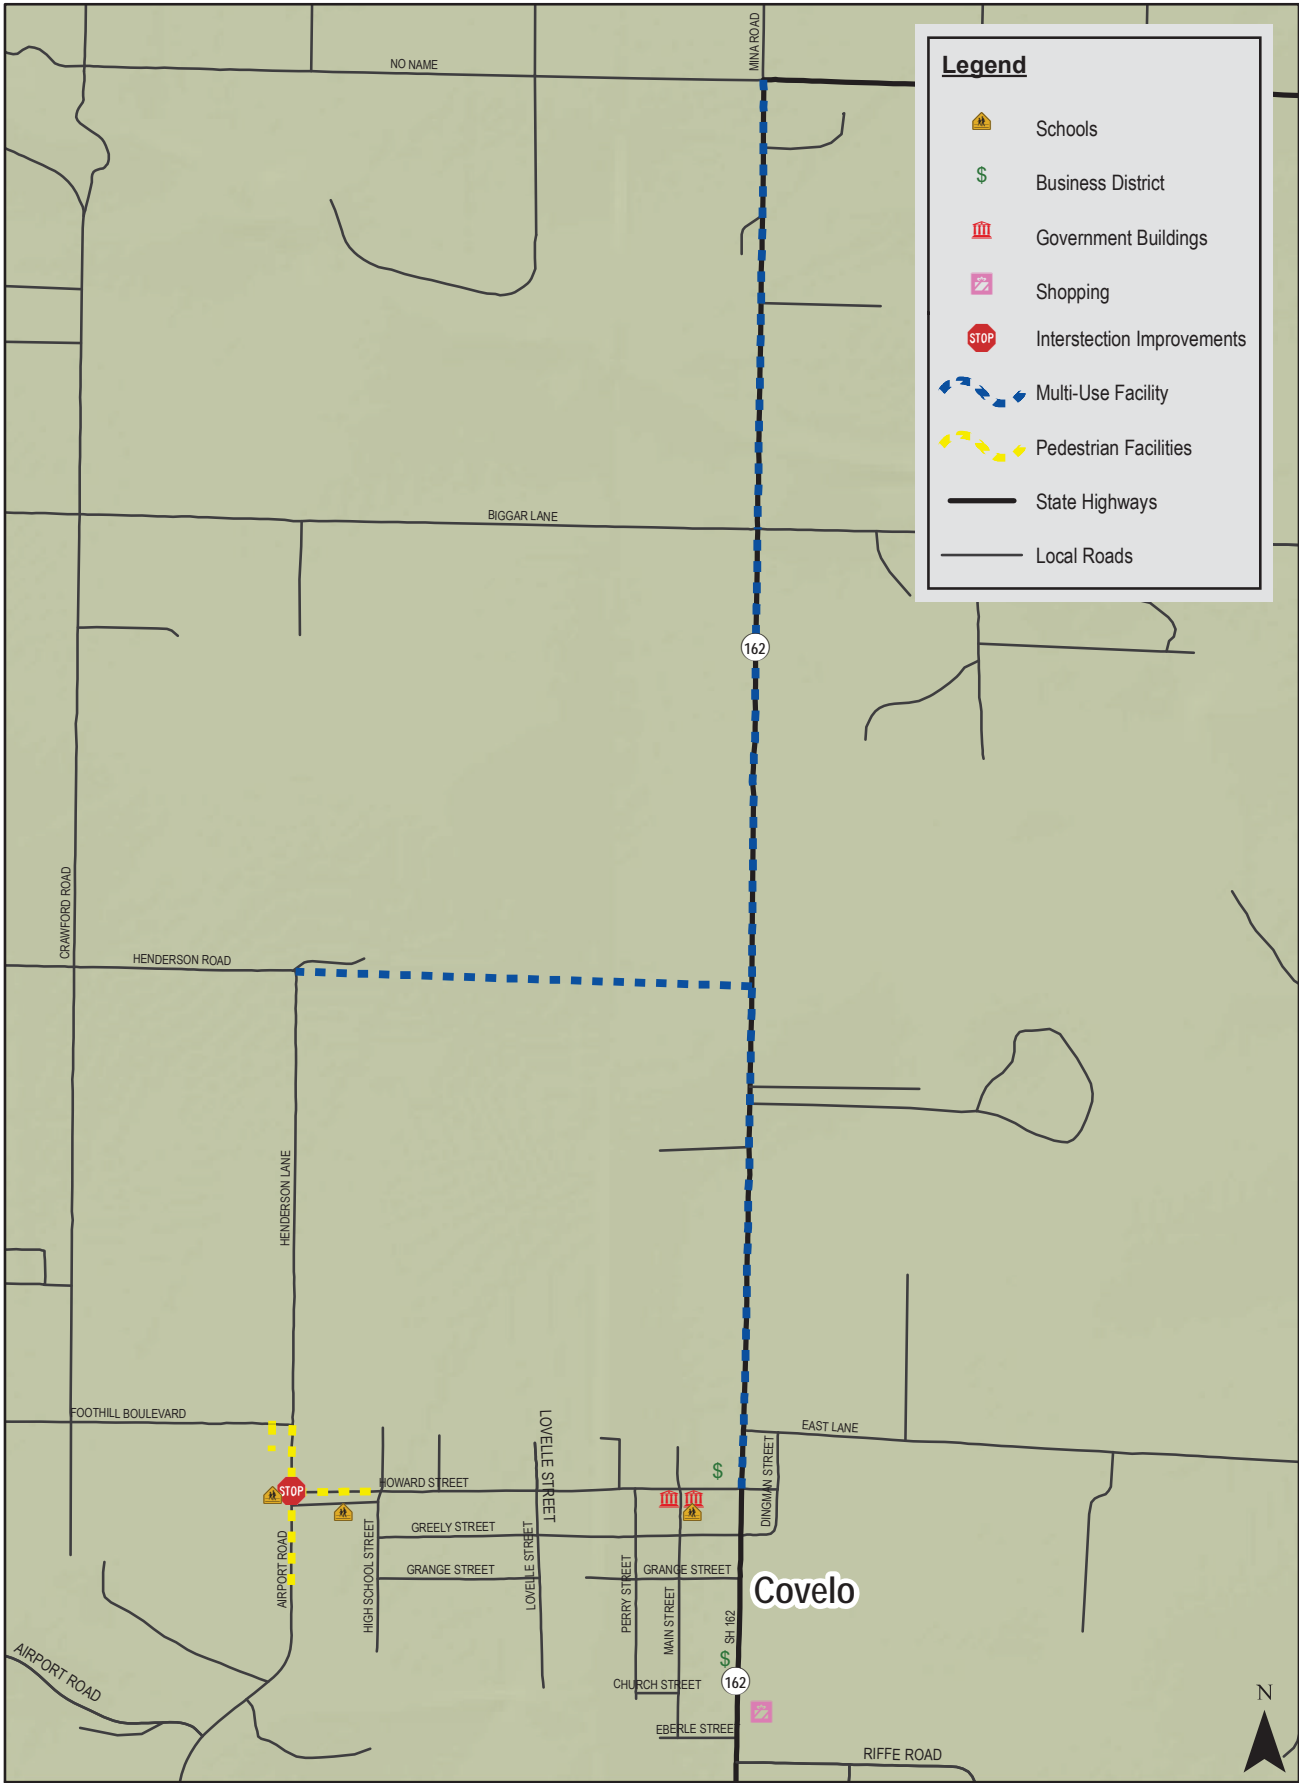 MINA ROAD
NO NAME
Legend
Schools
$
Business District
Government Buildings
Shopping
STOP
Interstection Improvements
Multi-Use Facility
Pedestrian Facilities
State Highways
Local Roads
BIGGAR LANE
162
CRAWFORD ROAD
HENDERSON ROAD
HENDERSON LANE
FOOTHILL BOULEVARD
LOVELLE STREET
EAST LANE
DINGMAN STREET
$
STOP
HOWARD STREET
GREELY STREET
AIRPORT ROAD
HIGH SCHOOL STREET
GRANGE STREET
LOVELLE STREET
PERRY STREET
GRANGE STREET
MAIN STREET
Covelo
SH 162
$
AIRPORT ROAD
CHURCH STREET
162
EBERLE STREE
RIFFE ROAD
N